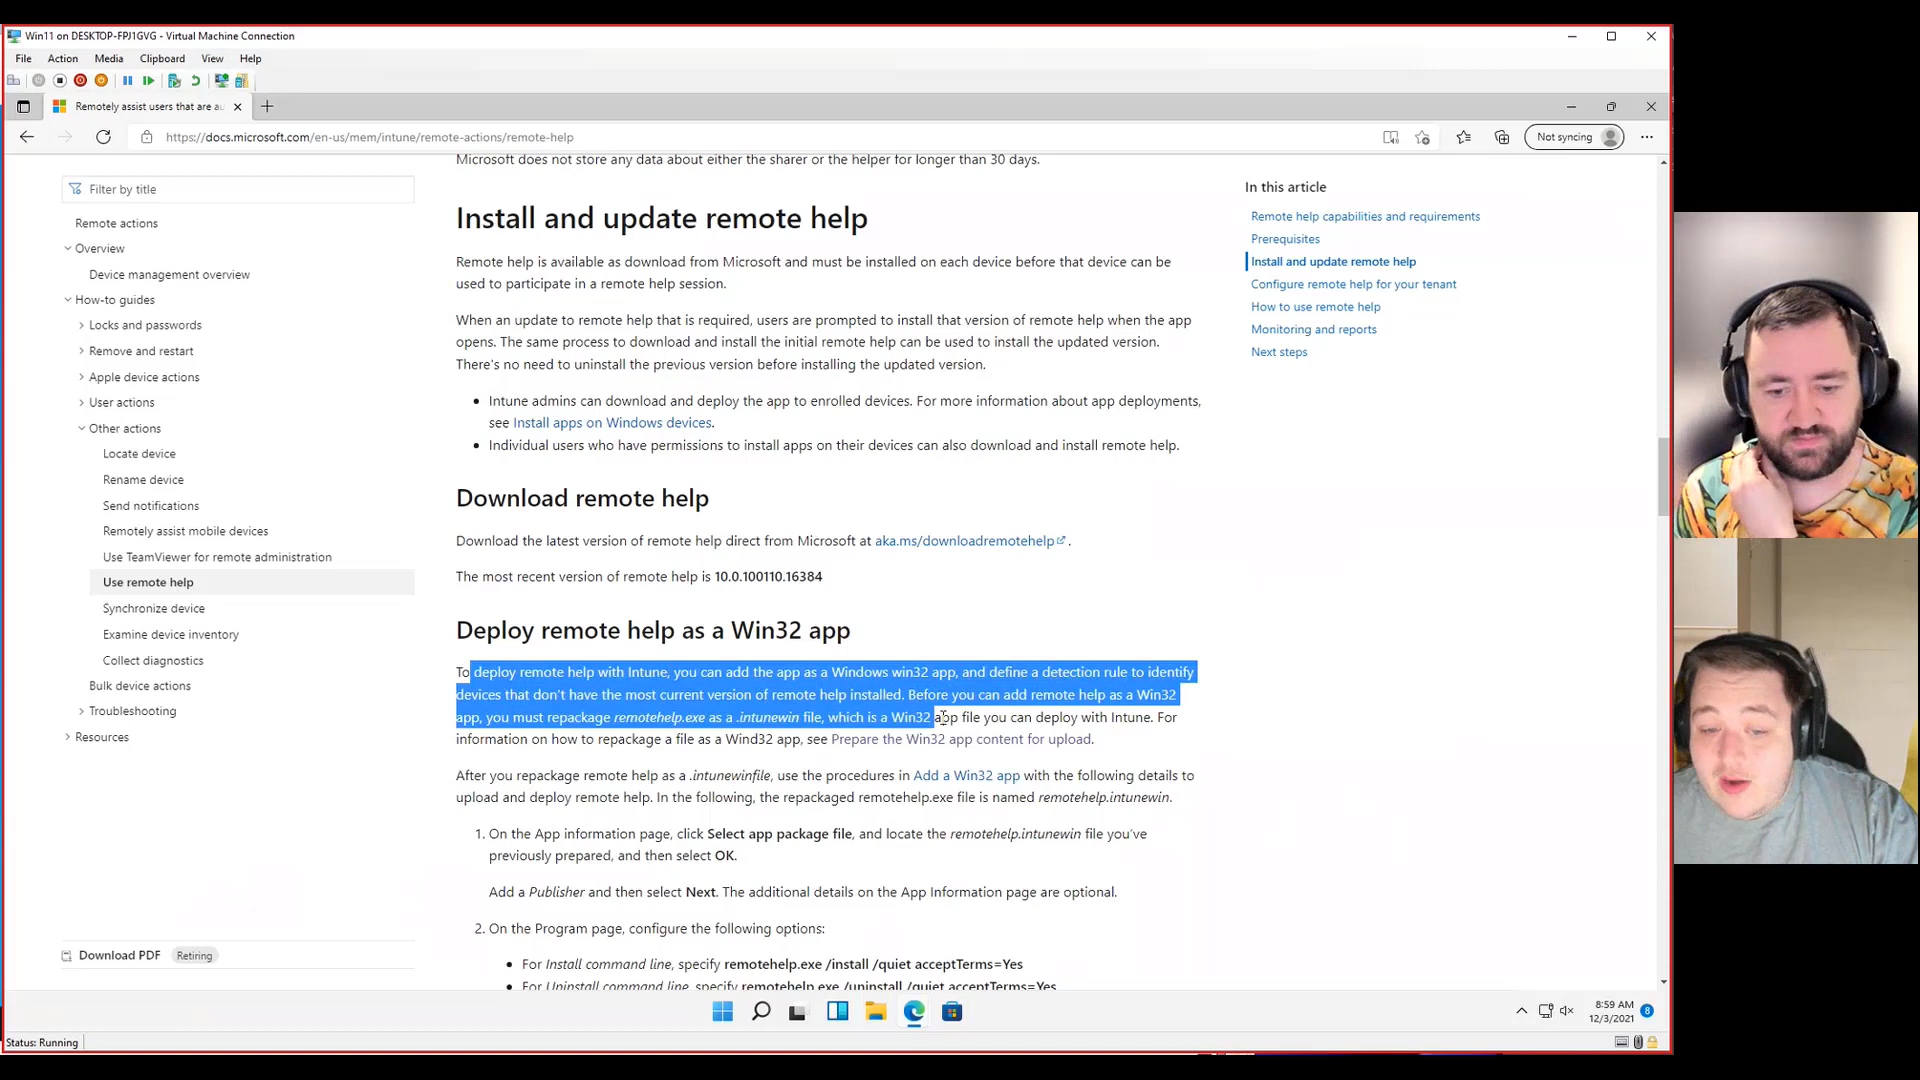 Win11 on DESKTOP-FPJ1GVG - Virtual Machine Connection
File Action Media Clipboard View Help
Remotely assist users that are au
https://docs.microsoft.com/en-us/mem/intune/remote-actions/remote-help
Not syncing
Filter by title
Remote actions
Overview
Device management overview
How-to guides
Locks and passwords
Remove and restart
Apple device actions
User actions
Other actions
Locate device
Rename device
Send notifications
Remotely assist mobile devices
Use TeamViewer for remote administration
Use remote help
Synchronize device
Examine device inventory
Collect diagnostics
Bulk device actions
Troubleshooting
Resources
Download PDF Retiring
Microsoft does not store any data about either the sharer or the helper for longer than 30 days.
Install and update remote help
Remote help is available as download from Microsoft and must be installed on each device before that device can be
used to participate in a remote help session.
When an update to remote help that is required, users are prompted to install that version of remote help when the app
opens. The same process to download and install the initial remote help can be used to install the updated version.
There's no need to uninstall the previous version before installing the updated version.
• Intune admins can download and deploy the app to enrolled devices. For more information about app deployments,
see Install apps on Windows devices.
• Individual users who have permissions to install apps on their devices can also download and install remote help.
Download remote help
Download the latest version of remote help direct from Microsoft at aka.ms/downloadremotehelp .
The most recent version of remote help is 10.0.100110.16384
Deploy remote help as a Win32 app
To deploy remote help with Intune, you can add the app as a Windows win32 app, and define a detection rule to identify
devices that don't have the most current version of remote help installed. Before you can add remote help as a Win32
app, you must repackage remotehelp.exe as a .intunewin file, which is a Win32 app file you can deploy with Intune. For
information on how to repackage a file as a Wind32 app, see Prepare the Win32 app content for upload.
After you repackage remote help as a .intunewinfile, use the procedures in Add a Win32 app with the following details to
upload and deploy remote help. In the following, the repackaged remotehelp.exe file is named remotehelp.intunewin.
1. On the App information page, click Select app package file, and locate the remotehelp.intunewin file you've
previously prepared, and then select OK.
Add a Publisher and then select Next. The additional details on the App Information page are optional.
2. On the Program page, configure the following options:
• For Install command line, specify remotehelp.exe /install /quiet acceptTerms=Yes
• For Uninstall command line, specify remotehelp.exe /uninstall /quiet acceptTerms=Yes
In this article
Remote help capabilities and requirements
Prerequisites
Install and update remote help
Configure remote help for your tenant
How to use remote help
Monitoring and reports
Next steps
8:59 AM
12/3/2021
8
Status: Running